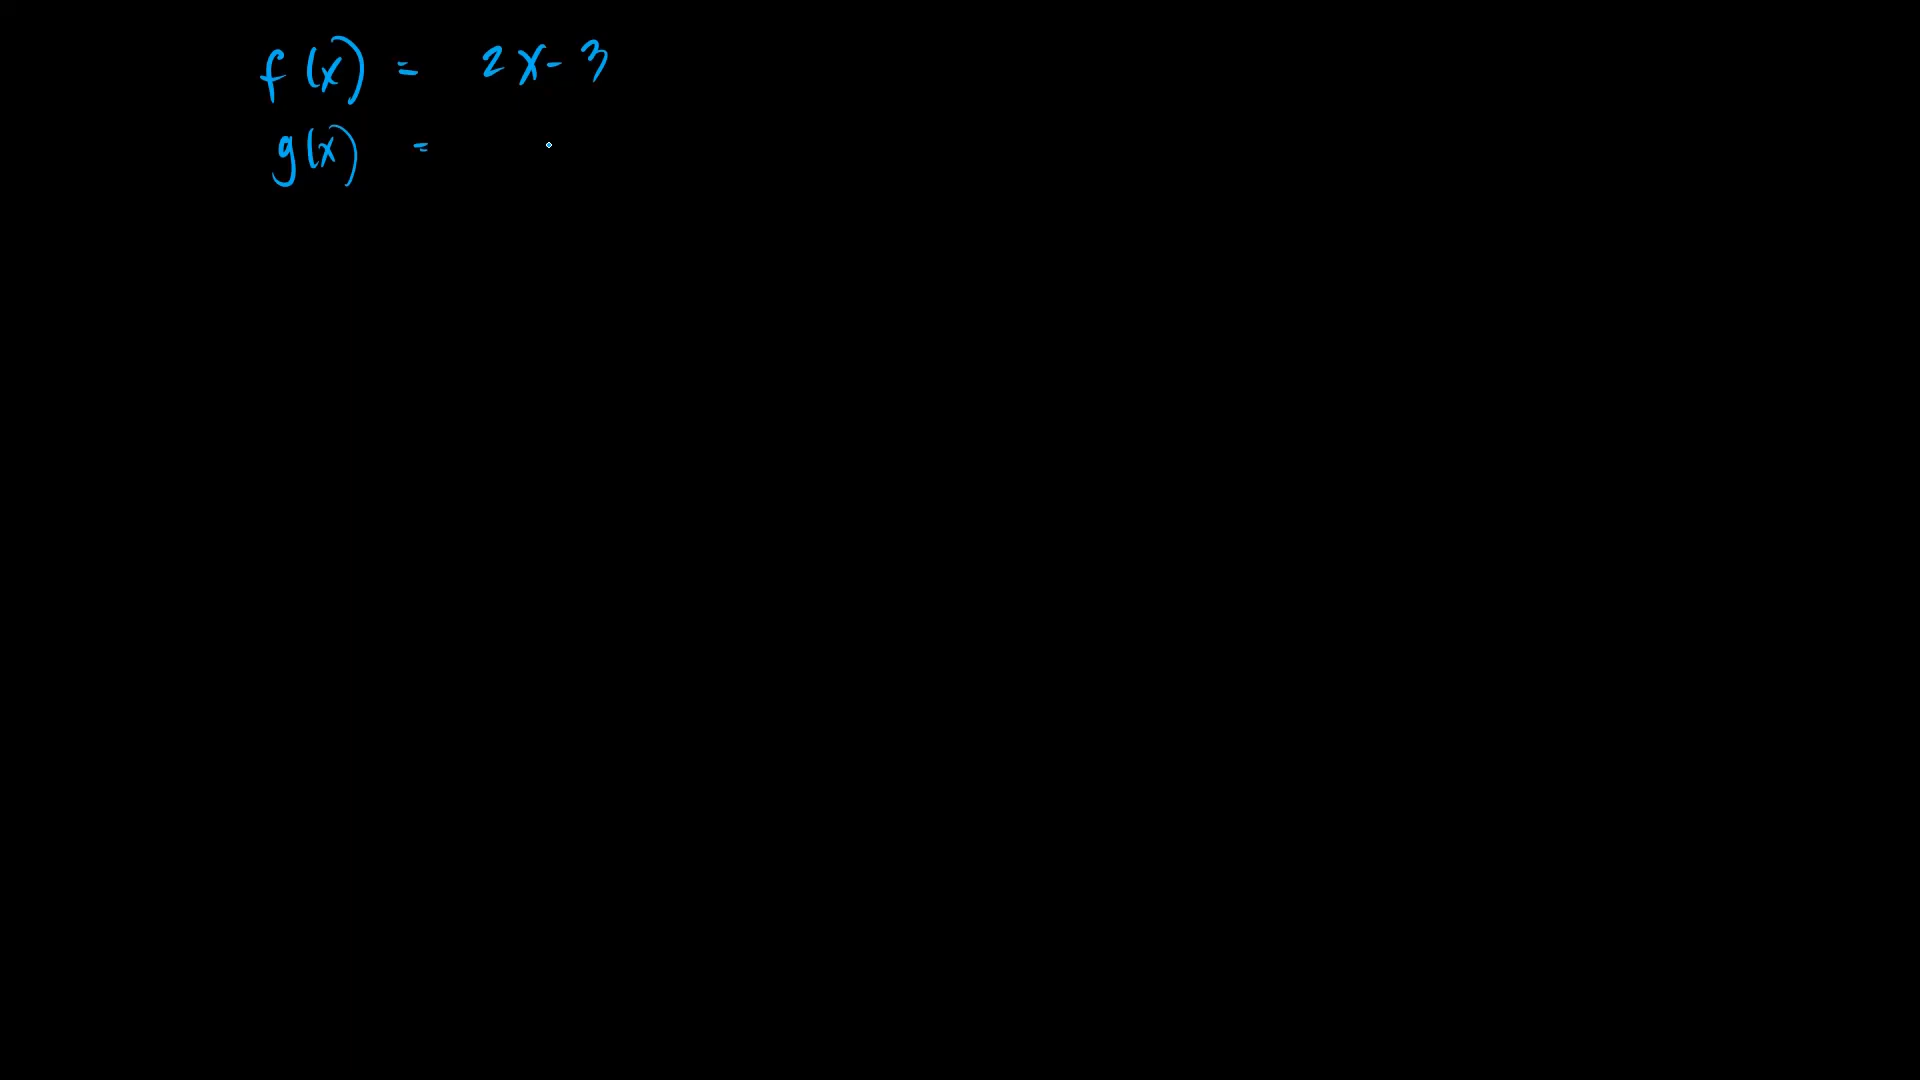 f(x) = 2x - 3
g(x) =